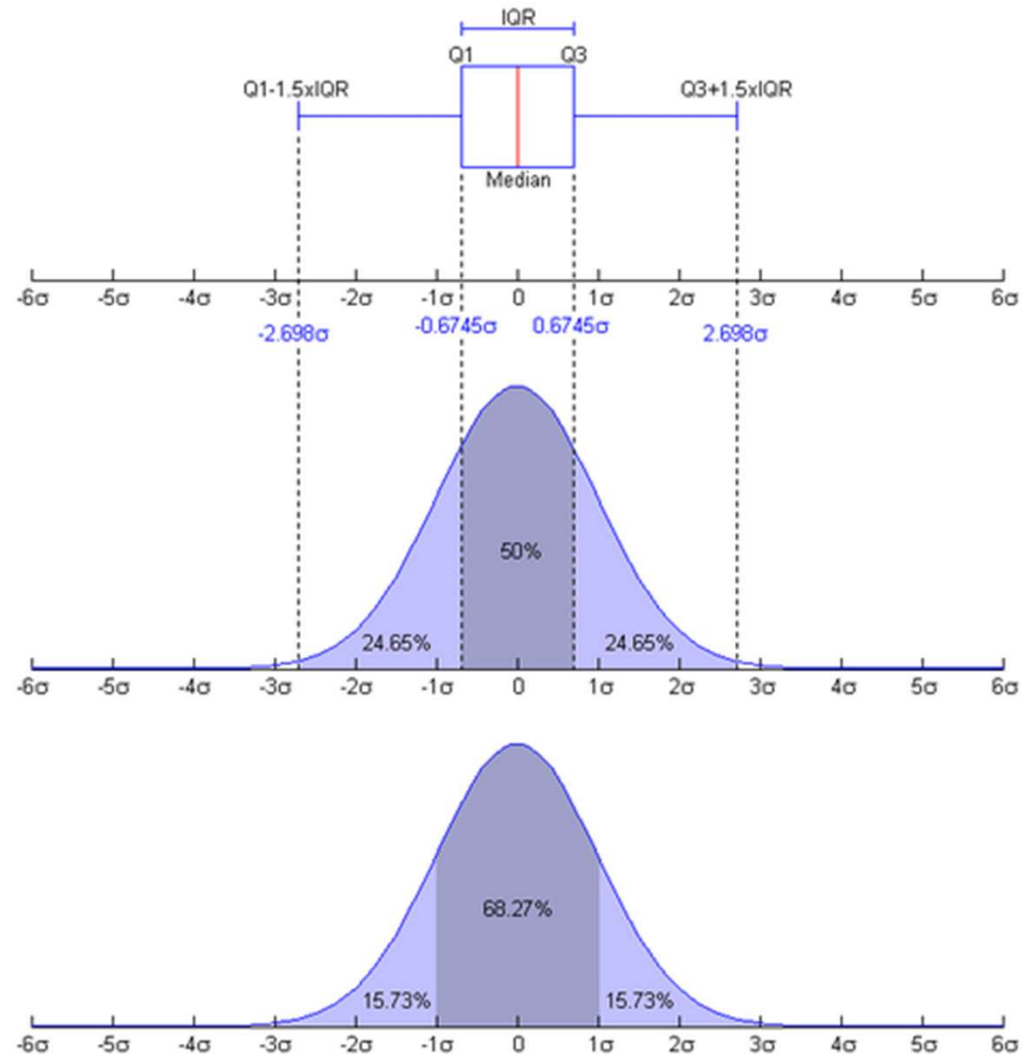 IQR
Q1 Q3
Q1-1.5xIQR Q3+1.5xIQR
Median
-6σ -5σ -4σ -3σ -2σ -1σ 0 1σ 2σ 3σ 4σ 5σ 6σ
-2.698σ -0.6745σ 0.6745σ 2.698σ
50%
24.65% 24.65%
-6σ -5σ -4σ -3σ -2σ -1σ 0 1σ 2σ 3σ 4σ 5σ 6σ
68.27%
15.73% 15.73%
-6σ -5σ -4σ -3σ -2σ -1σ 0 1σ 2σ 3σ 4σ 5σ 6σ